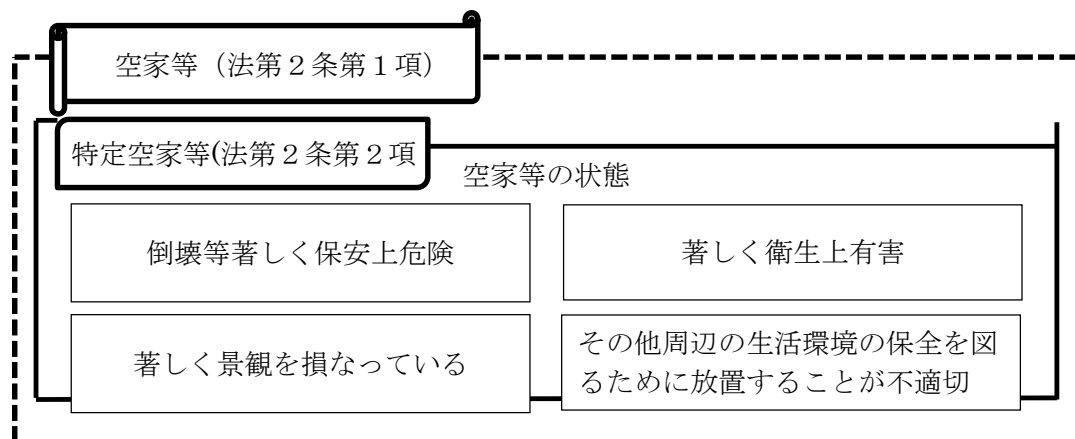 空家等（法第２条第１項）
特定空家等(法第２条第２項
空家等の状態
倒壊等著しく保安上危険
著しく衛生上有害
著しく景観を損なっている
その他周辺の生活環境の保全を図
るために放置することが不適切